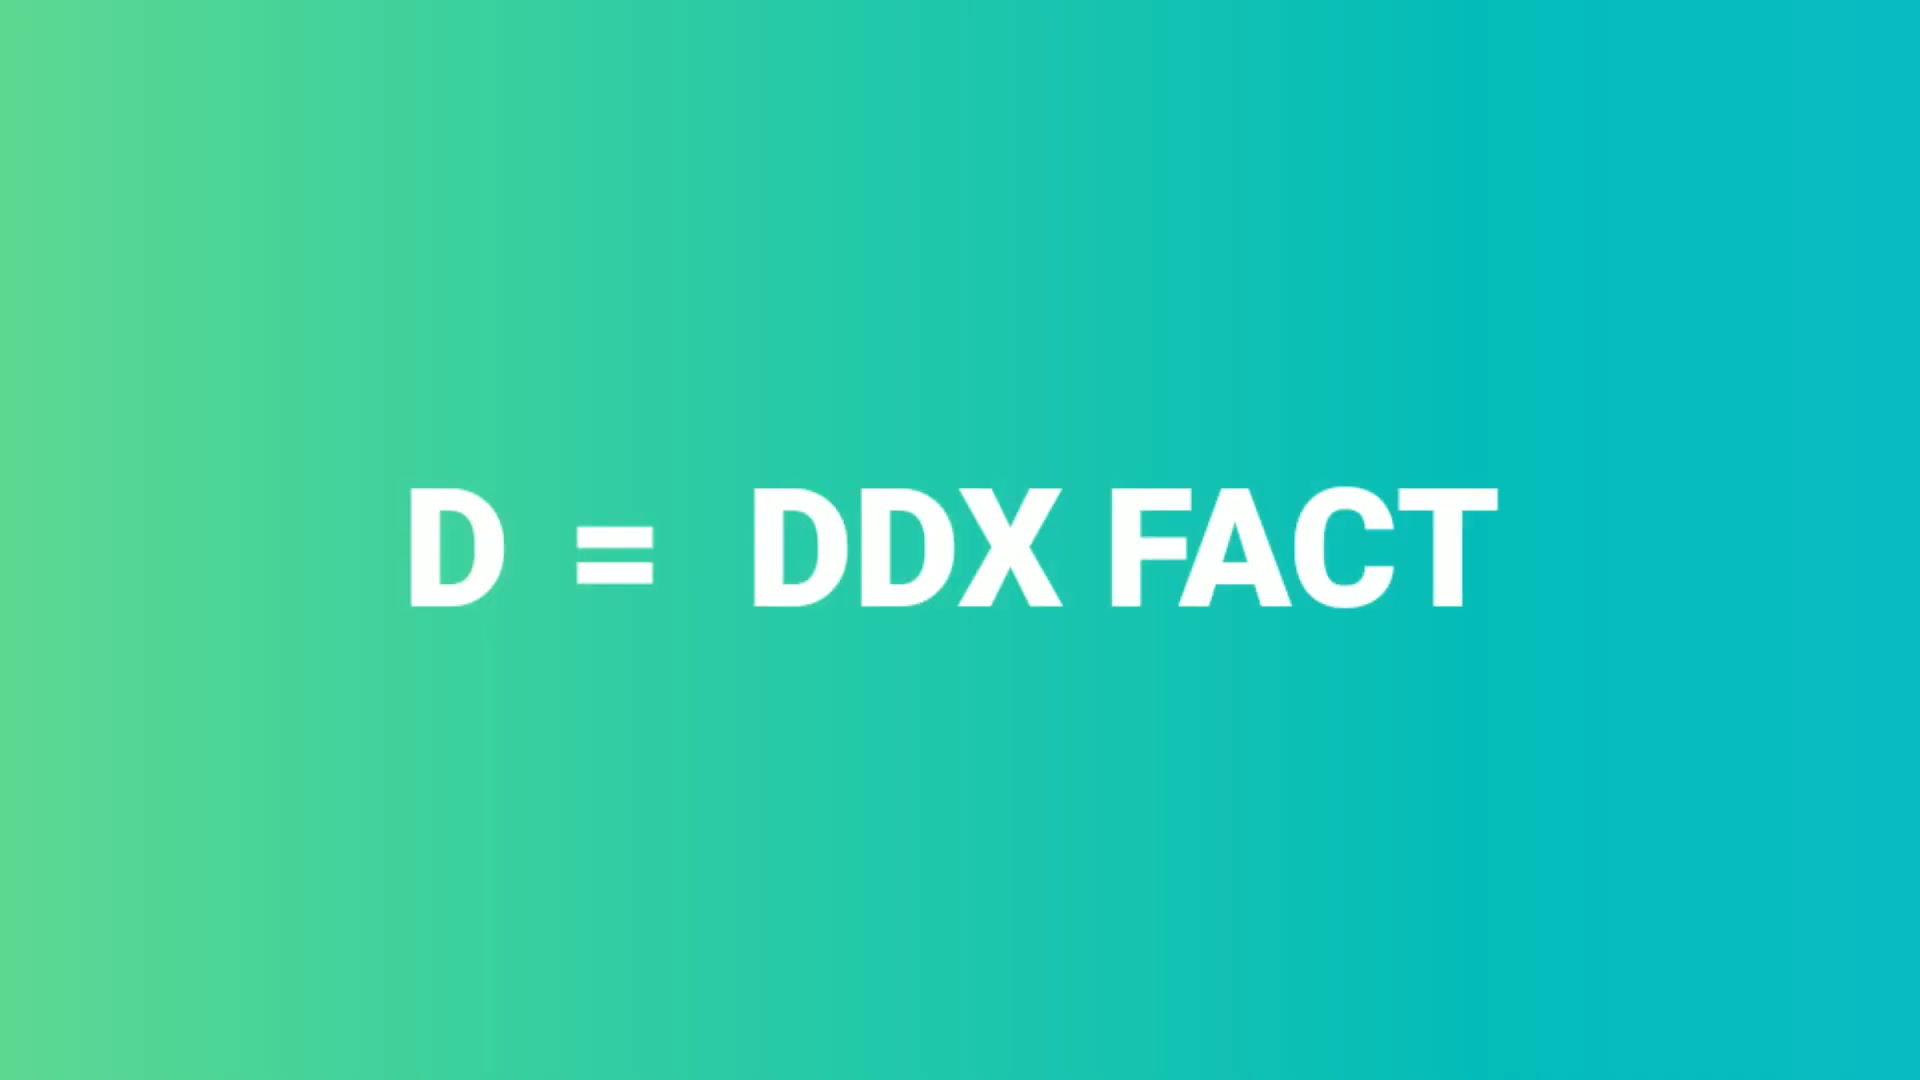 D = DDX FACT